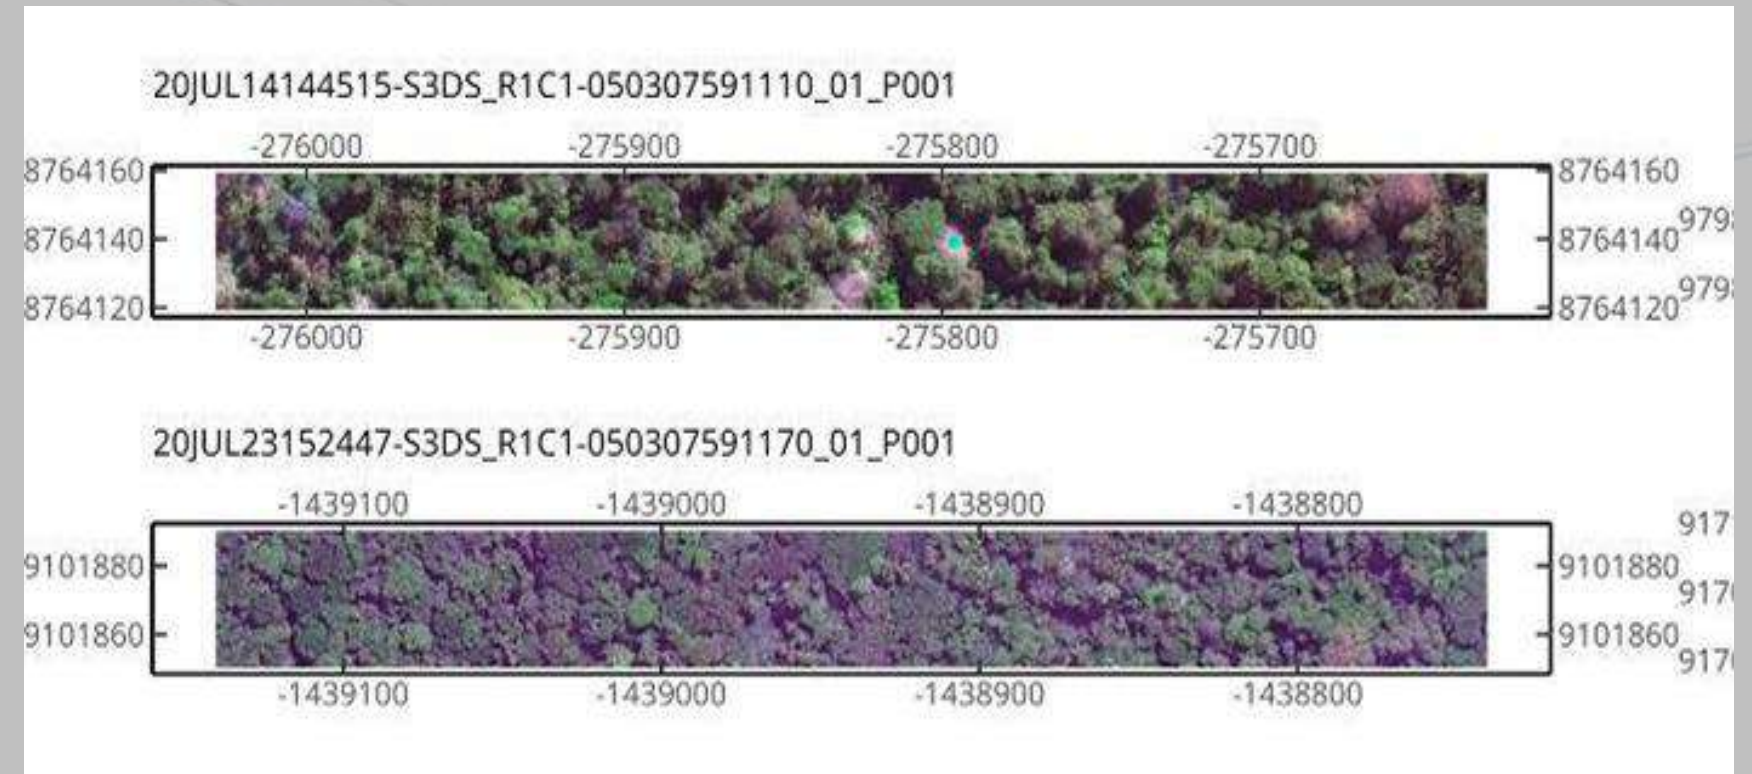 20JUL14144515-S3DS_R1C1-050307591110_01_P001
-276000 -275900 -275800 -275700
8764160 8764160
8764140 8764140
8764120 8764120
-276000 -275900 -275800 -275700
20JUL23152447-S3DS_R1C1-050307591170_01_P001
-1439100 -1439000 -1438900 -1438800
9101880 9101880
9101860 9101860
-1439100 -1439000 -1438900 -1438800